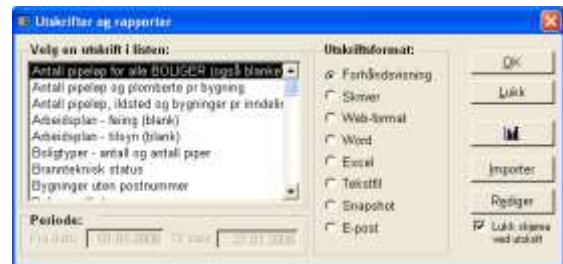 Utskrifter og rapporter
Velg en utskrift i listen:
Antall pipeløp for alle BOLIGER (også blanke
Antall pipeløp og plomberte pr bygning
Antall pipeløp, ildsted og bygninger pr inndelin
Arbeidsplan - feiing (blank)
Arbeidsplan - tilsyn (blank)
Boligtyper - antall og antall piper
Brannteknisk status
Bygninger uten postnummer
Periode:
Fra dato:
Til dato
Utskriftsformat:
Forhåndsvisning
Skriver
Web-format
Word
Excel
Tekstfil
Snapshot
E-post
OK
Lukk
Importer
Rediger
Lukk skjema
ved utskrift